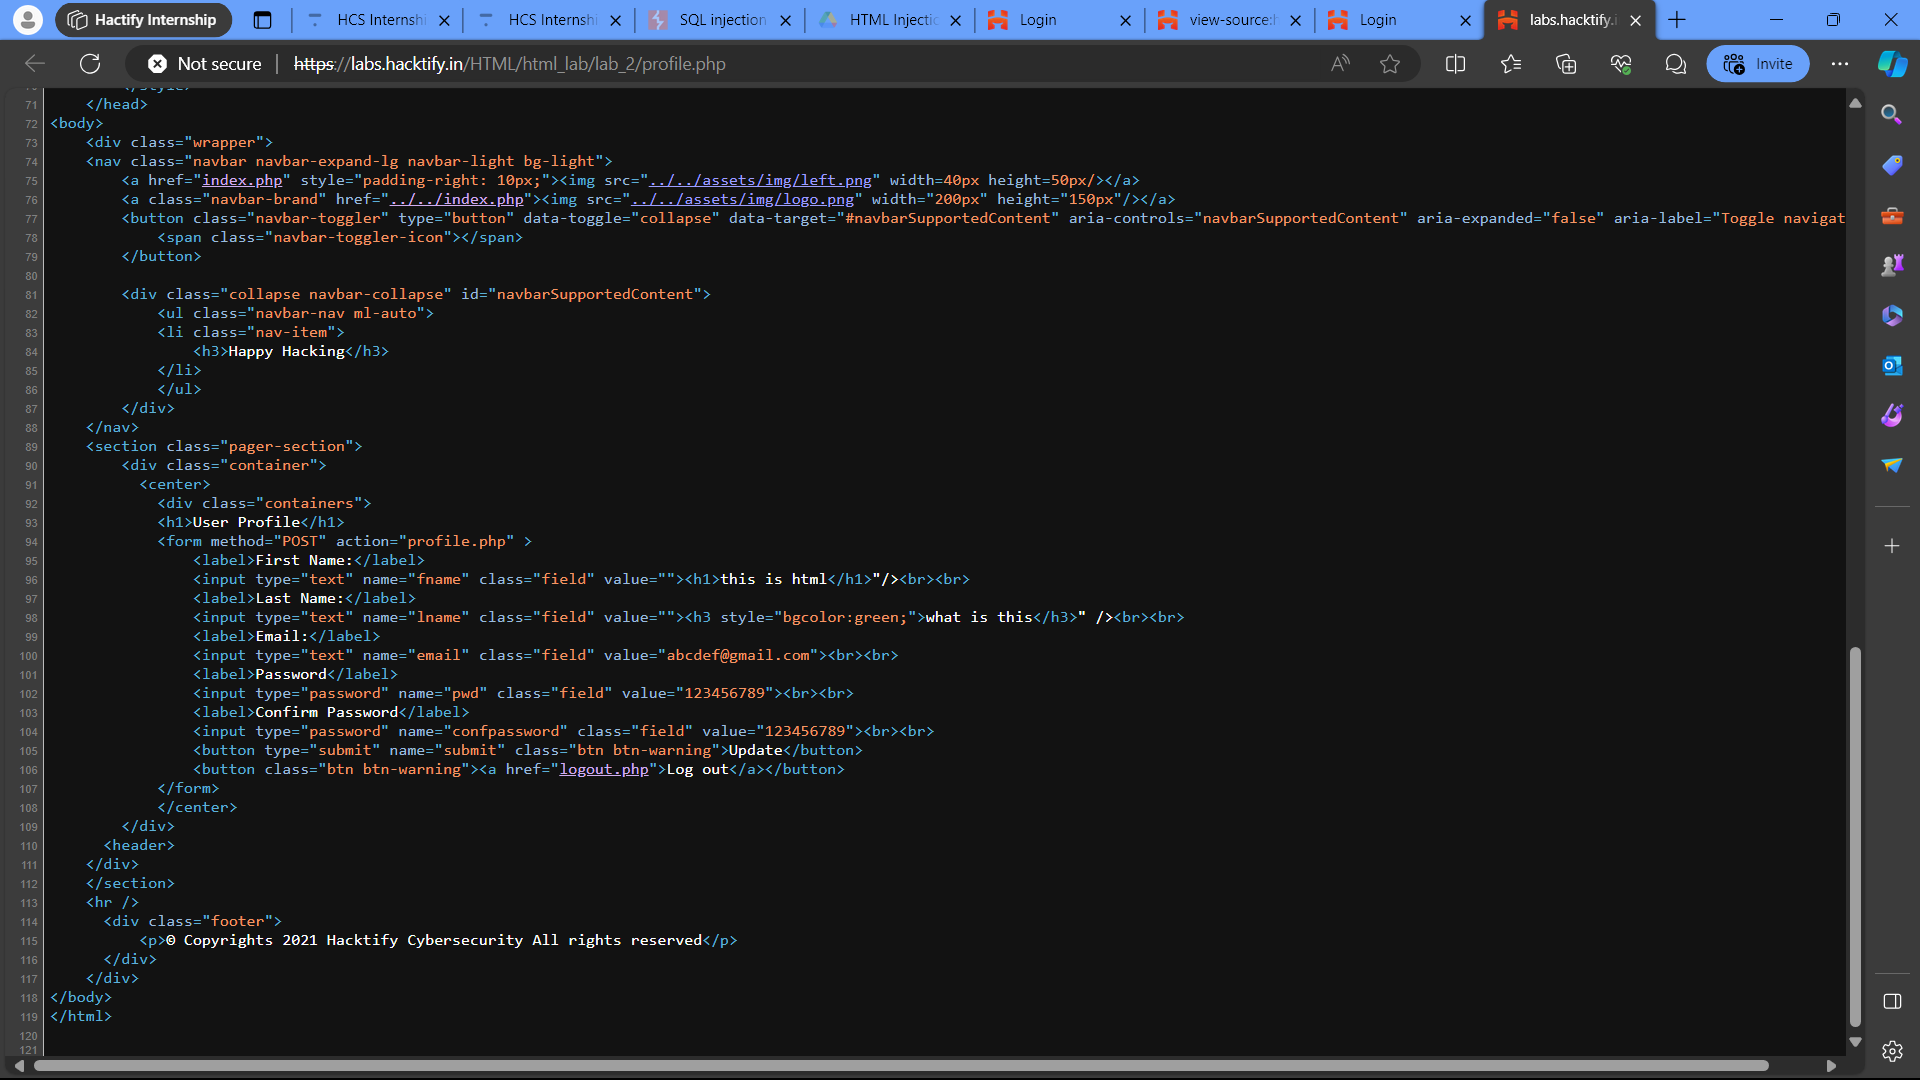 Hactify Internship
HCS Internshi
HCS Internshi
SQL injection
HTML Injectic
Login
view-source:h
Login
labs.hacktify.i
Not secure
https://labs.hacktify.in/HTML/html_lab/lab_2/profile.php
Invite
71 </head>
72 <body>
73 <div class="wrapper">
74 <nav class="navbar navbar-expand-lg navbar-light bg-light">
75 <a href="index.php" style="padding-right: 10px;"><img src="../../assets/img/left.png" width=40px height=50px/></a>
76 <a class="navbar-brand" href="../../index.php"><img src="../../assets/img/logo.png" width="200px" height="150px"/></a>
77 <button class="navbar-toggler" type="button" data-toggle="collapse" data-target="#navbarSupportedContent" aria-controls="navbarSupportedContent" aria-expanded="false" aria-label="Toggle navigat
78 <span class="navbar-toggler-icon"></span>
79 </button>
80
81 <div class="collapse navbar-collapse" id="navbarSupportedContent">
82 <ul class="navbar-nav ml-auto">
83 <li class="nav-item">
84 <h3>Happy Hacking</h3>
85 </li>
86 </ul>
87 </div>
88 </nav>
89 <section class="pager-section">
90 <div class="container">
91 <center>
92 <div class="containers">
93 <h1>User Profile</h1>
94 <form method="POST" action="profile.php" >
95 <label>First Name:</label>
96 <input type="text" name="fname" class="field" value=""><h1>this is html</h1>"/><br><br>
97 <label>Last Name:</label>
98 <input type="text" name="lname" class="field" value=""><h3 style="bgcolor:green;">what is this</h3>" /><br><br>
99 <label>Email:</label>
100 <input type="text" name="email" class="field" value="abcdef@gmail.com"><br><br>
101 <label>Password</label>
102 <input type="password" name="pwd" class="field" value="123456789"><br><br>
103 <label>Confirm Password</label>
104 <input type="password" name="confpassword" class="field" value="123456789"><br><br>
105 <button type="submit" name="submit" class="btn btn-warning">Update</button>
106 <button class="btn btn-warning"><a href="logout.php">Log out</a></button>
107 </form>
108 </center>
109 </div>
110 <header>
111 </div>
112 </section>
113 <hr />
114 <div class="footer">
115 <p>© Copyrights 2021 Hacktify Cybersecurity All rights reserved</p>
116 </div>
117 </div>
118 </body>
119 </html>
120
121